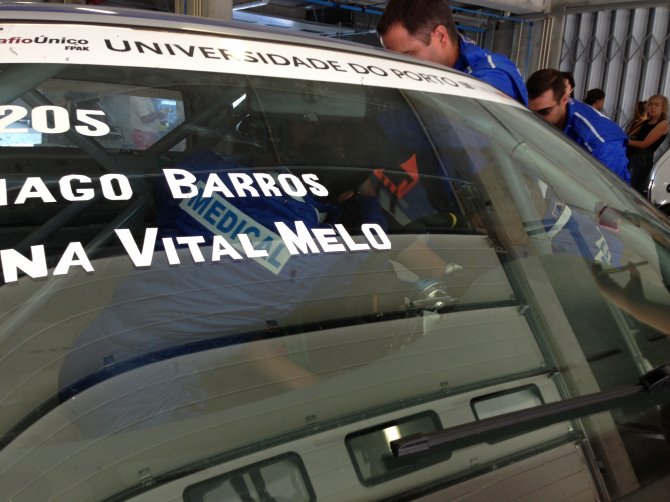 afioÚnico
FPAK
UNIVERSIDADE DO PORTO
205
IAGO BARROS
NA VITAL MELO
MEDICAL